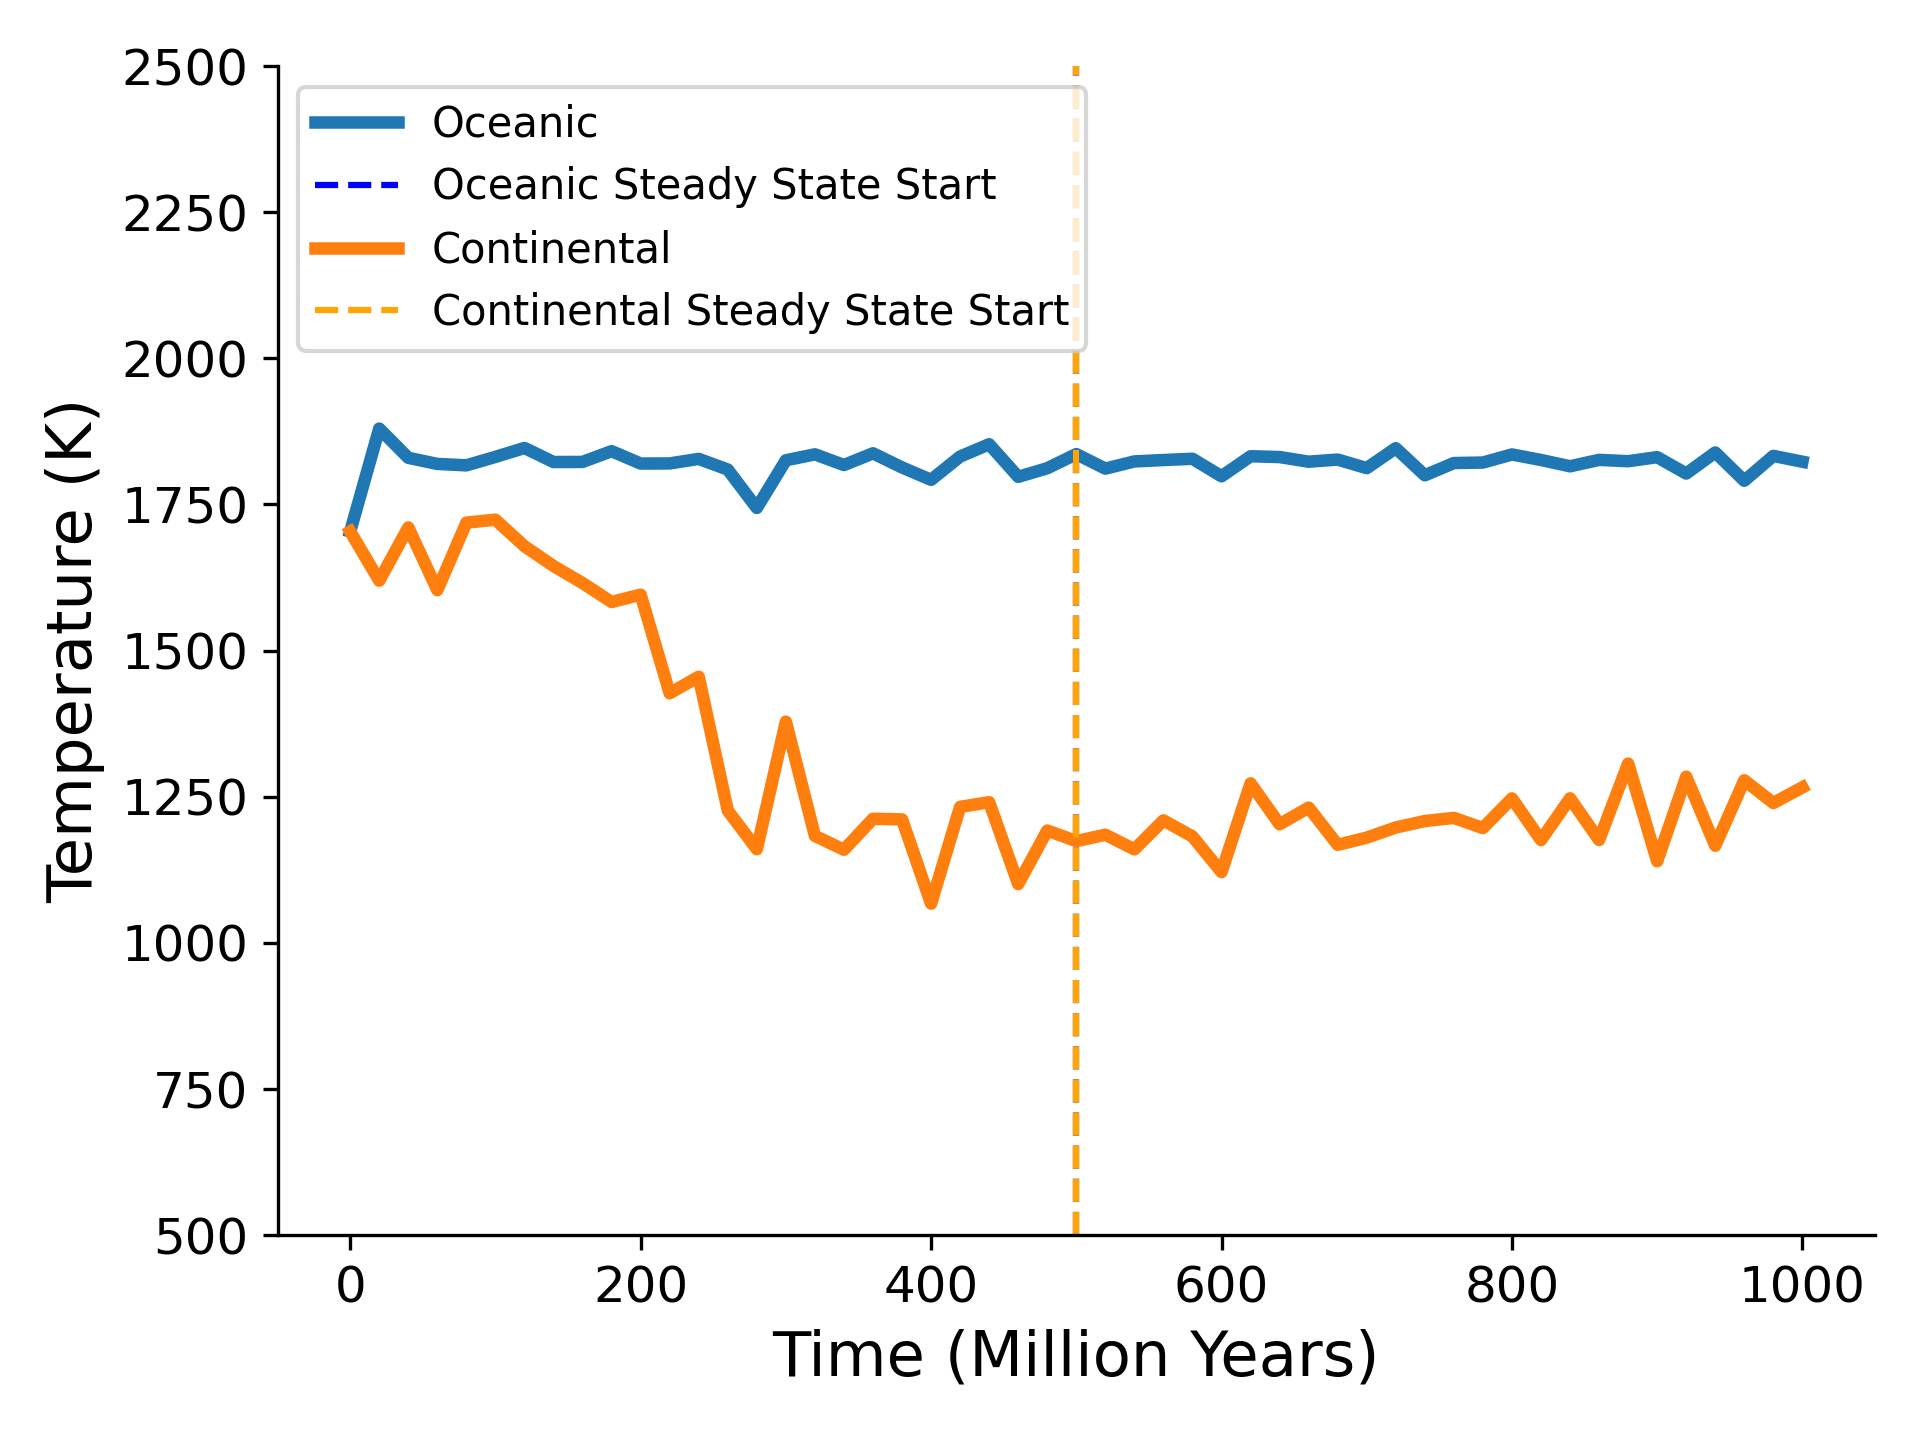 2500
2250
2000
1750
1500
1250
1000
750
500
Temperature (K)
Oceanic
Oceanic Steady State Start
Continental
Continental Steady State Start
0 200 400 600 800 1000
Time (Million Years)